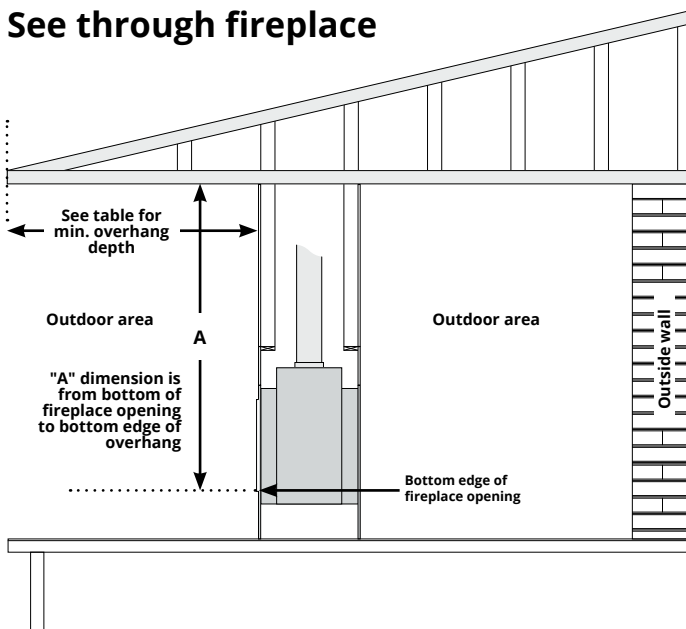 See through fireplace
See table for
min. overhang
depth
Outdoor area
A
Outdoor area
Outside wall
"A" dimension is
from bottom of
fireplace opening
to bottom edge of
overhang
Bottom edge of
fireplace opening